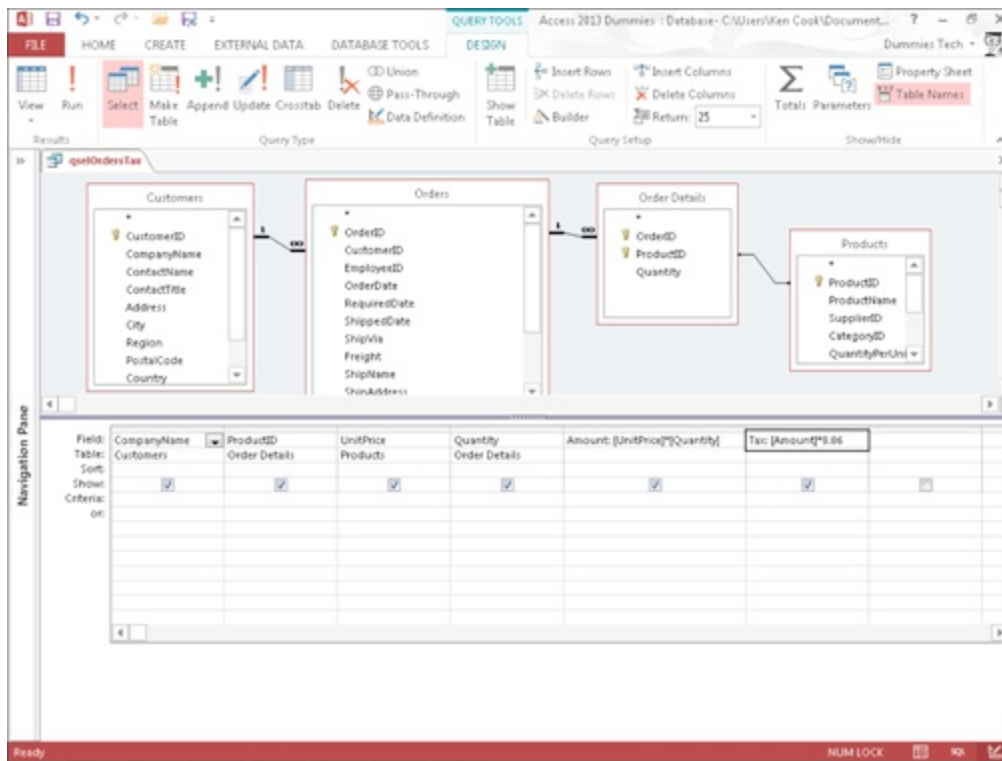 QUERY TOOLS Access 2013 Dummies : Database- C:\Users\Ken Cook\Document... ?
FILE HOME CREATE EXTERNAL DATA DATABASE TOOLS DESIGN Dummies Tech
View Run Select Make Table Append Update Crosstab Delete Union Pass-Through Data Definition Show Table Insert Rows Delete Rows Builder Insert Columns Delete Columns Return: 25 Totals Parameters Property Sheet Table Names
Results Query Type Query Setup Show/Hide
qselOrdersTax
Customers
*
CustomerID
CompanyName
ContactName
ContactTitle
Address
City
Region
PostalCode
Country
1 ∞
Orders
*
OrderID
CustomerID
EmployeeID
OrderDate
RequiredDate
ShippedDate
ShipVia
Freight
ShipName
ShipAddress
1 ∞
Order Details
*
OrderID
ProductID
Quantity
Products
*
ProductID
ProductName
SupplierID
CategoryID
QuantityPerUni
Navigation Pane
Field: CompanyName ProductID UnitPrice Quantity Amount: [UnitPrice]*[Quantity] Tax: [Amount]*0.06
Table: Customers Order Details Products Order Details
Sort:
Show:
Criteria:
or:
Ready NUM LOCK SQL